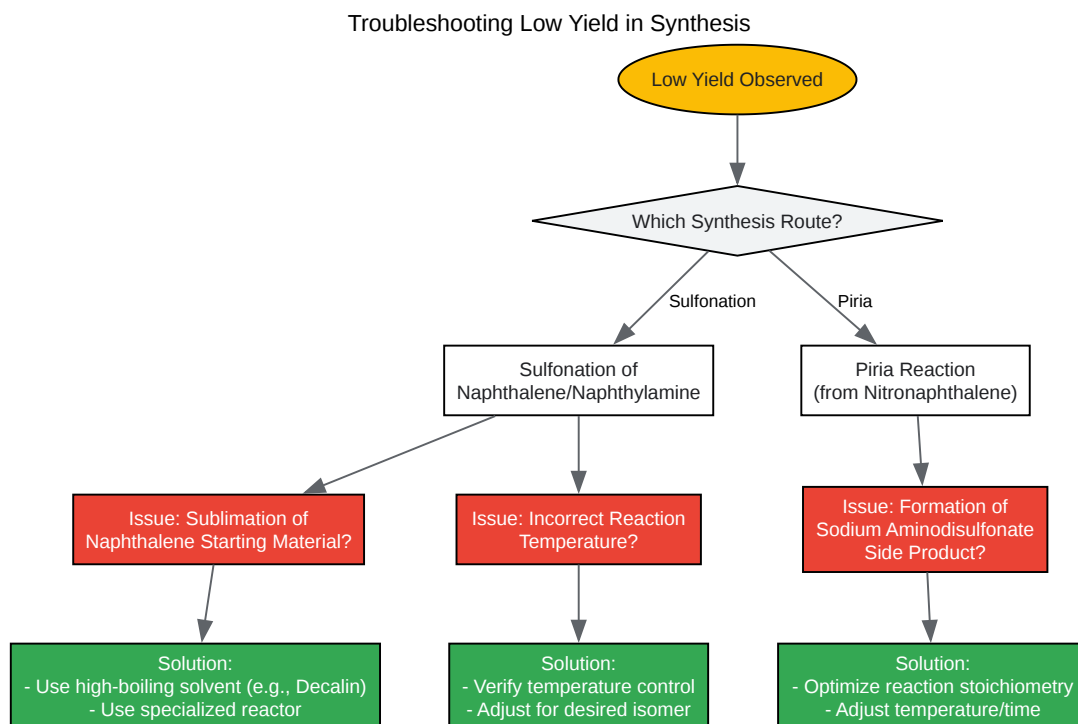 Troubleshooting Low Yield in Synthesis
Low Yield Observed
Which Synthesis Route?
Sulfonation
Piria
Sulfonation of
Naphthalene/Naphthylamine
Piria Reaction
(from Nitronaphthalene)
Issue: Sublimation of
Naphthalene Starting Material?
Issue: Incorrect Reaction
Temperature?
Issue: Formation of
Sodium Aminodisulfonate
Side Product?
Solution:
- Use high-boiling solvent (e.g., Decalin)
- Use specialized reactor
Solution:
- Verify temperature control
- Adjust for desired isomer
Solution:
- Optimize reaction stoichiometry
- Adjust temperature/time